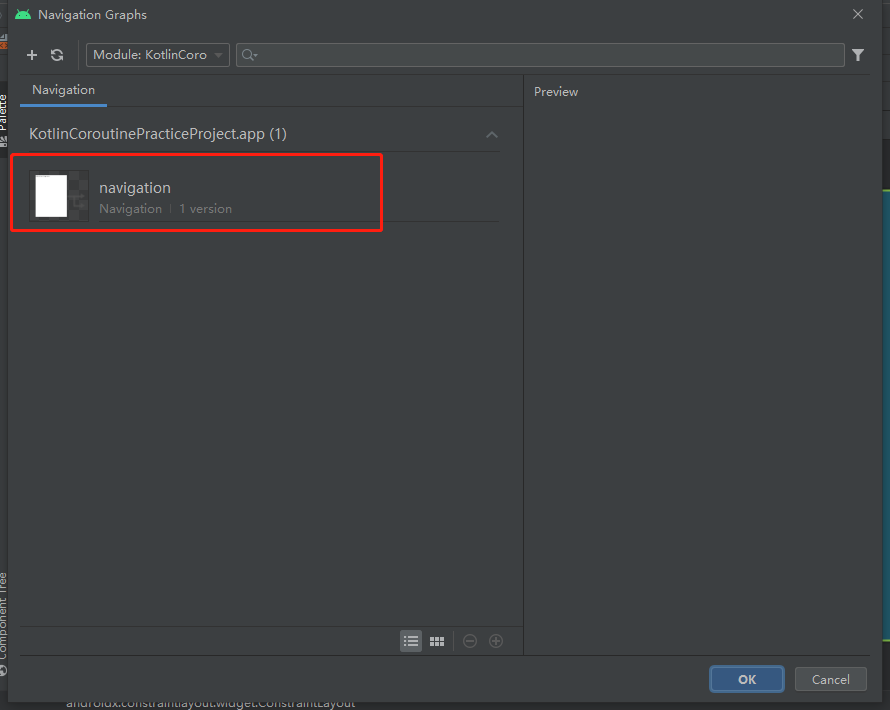 Navigation Graphs
Module: KotlinCoro
Navigation
Preview
Palette
KotlinCoroutinePracticeProject.app (1)
navigation
Navigation | 1 version
Component Tree
OK
Cancel
androidx.constraintlayout.widget.ConstraintLayout